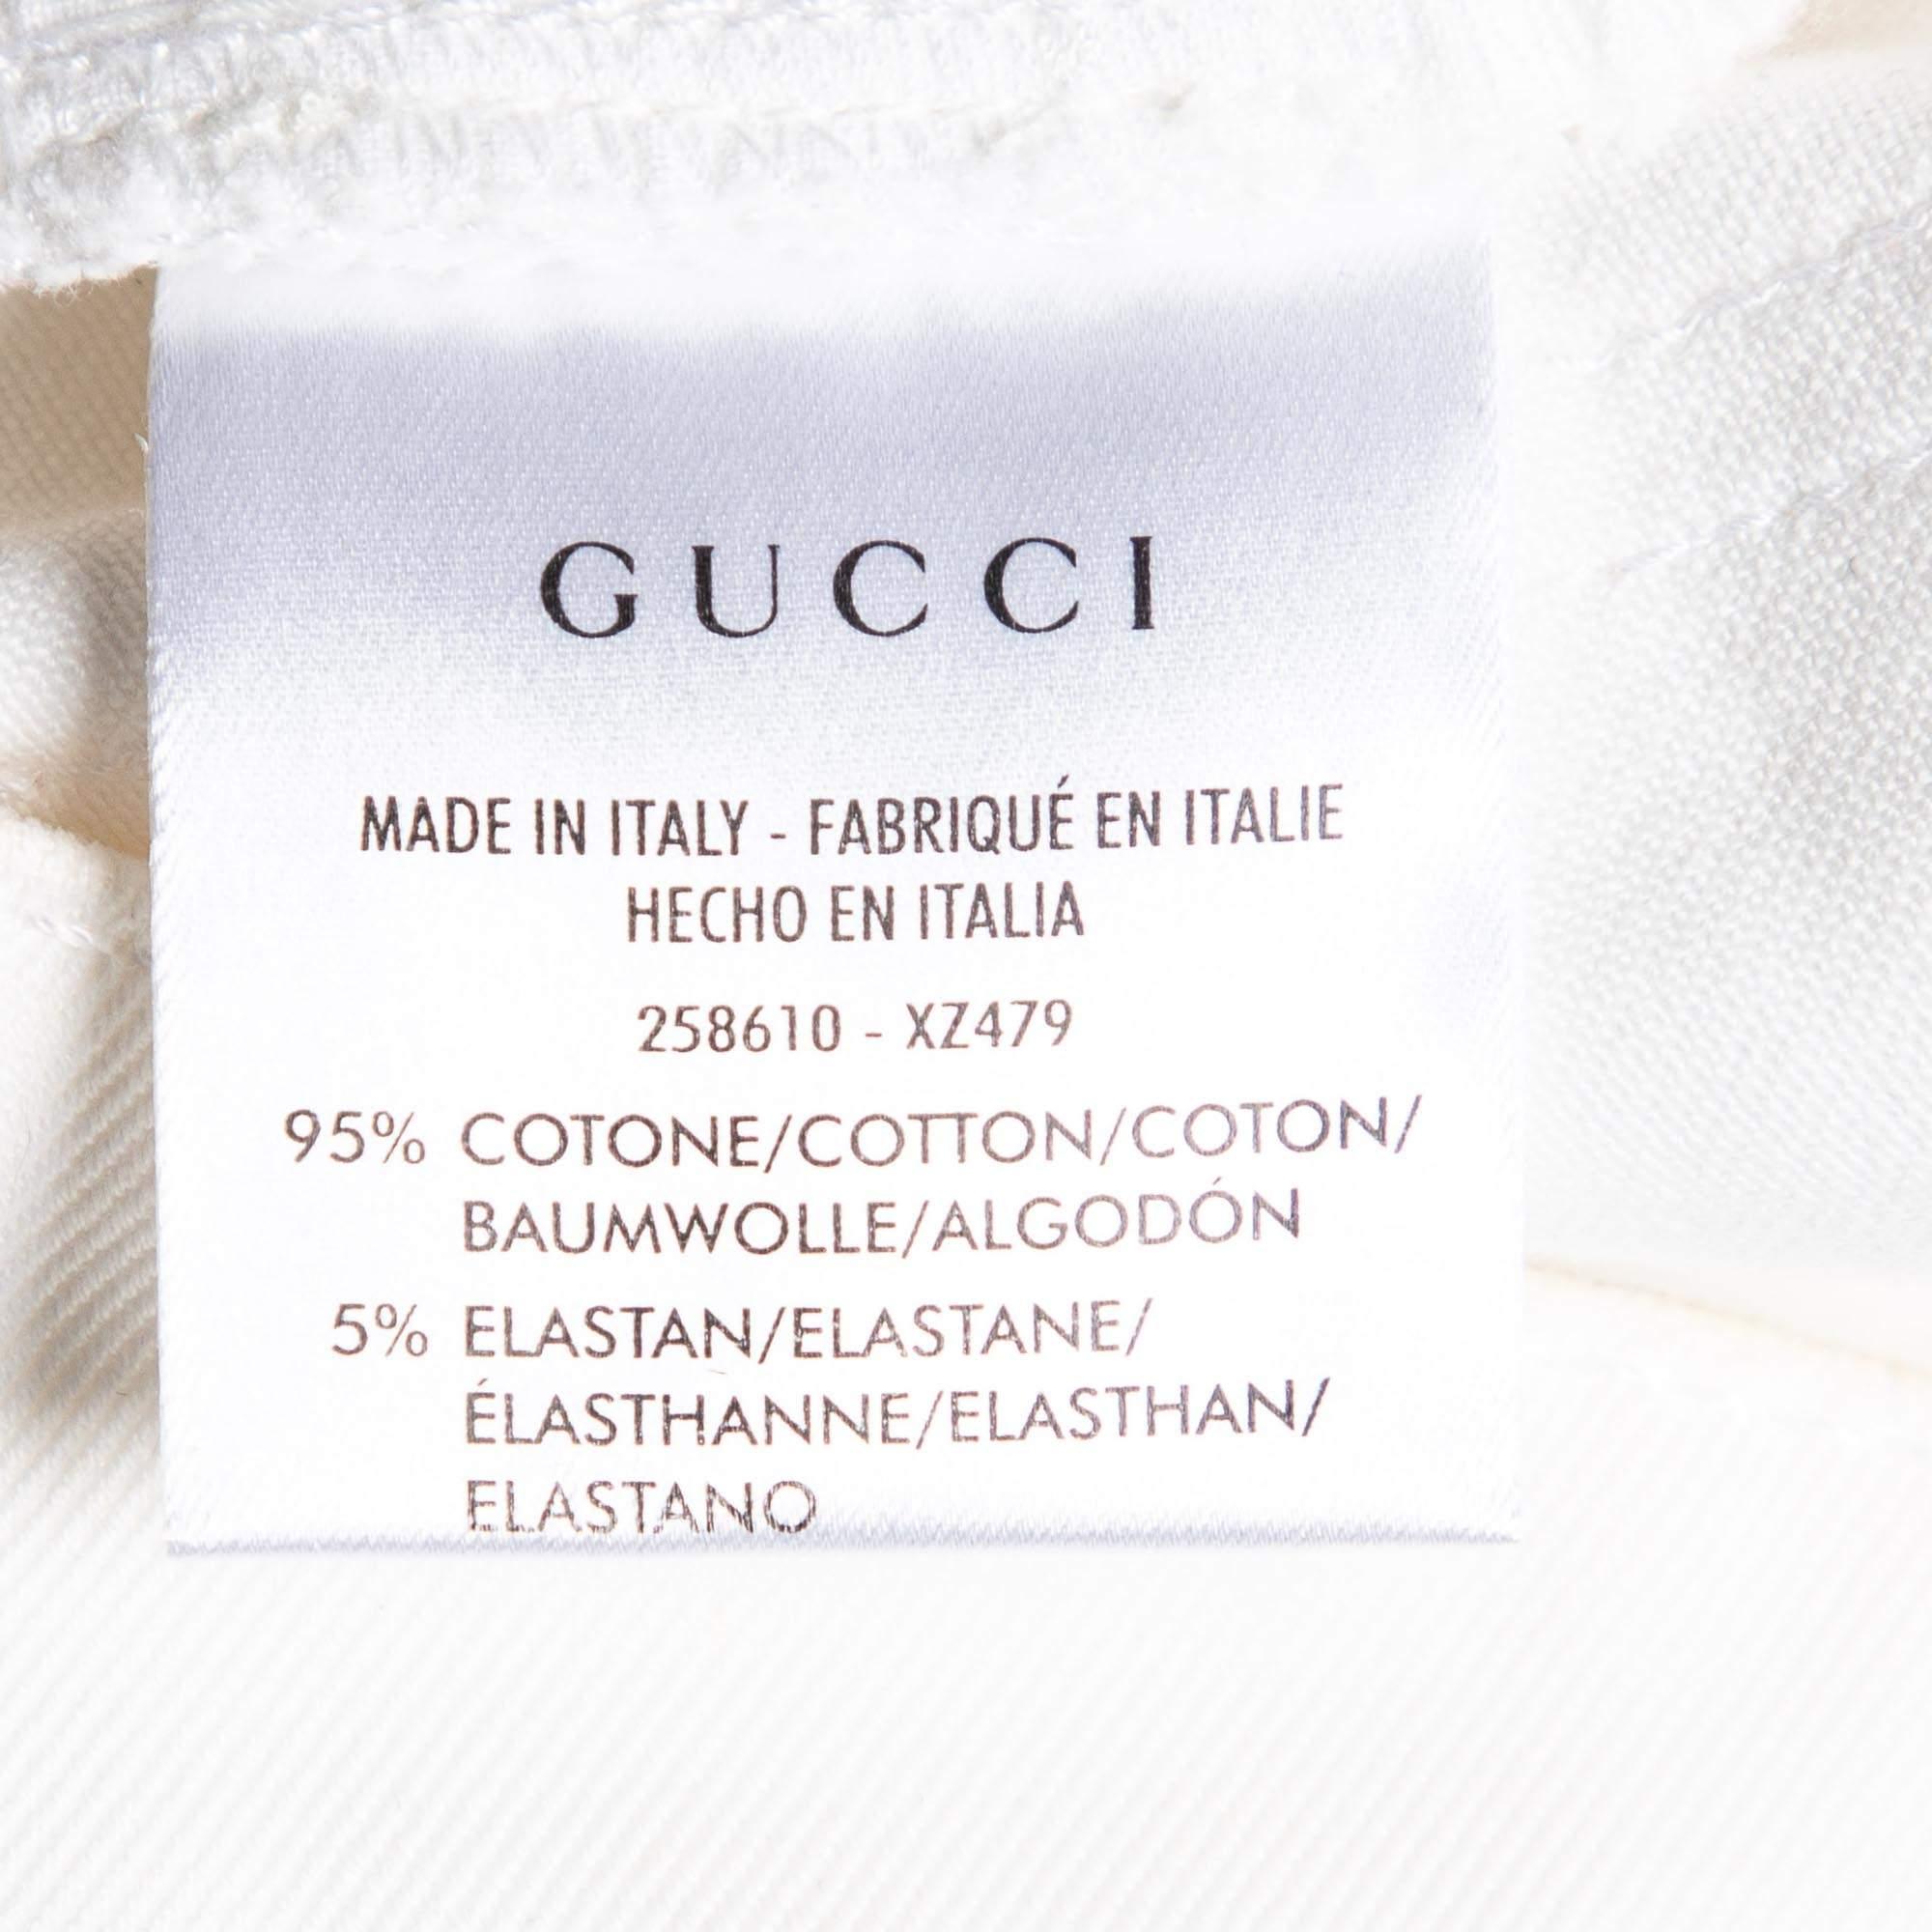 GUCCI
MADE IN ITALY - FABRIQUÉ EN ITALIE
HECHO EN ITALIA
258610 - XZ479
95% COTONE/COTTON/COTON/
BAUMWOLLE/ALGODÓN
5% ELASTAN/ELASTANE/
ÉLASTHANNE/ELASTHAN/
ELASTANO